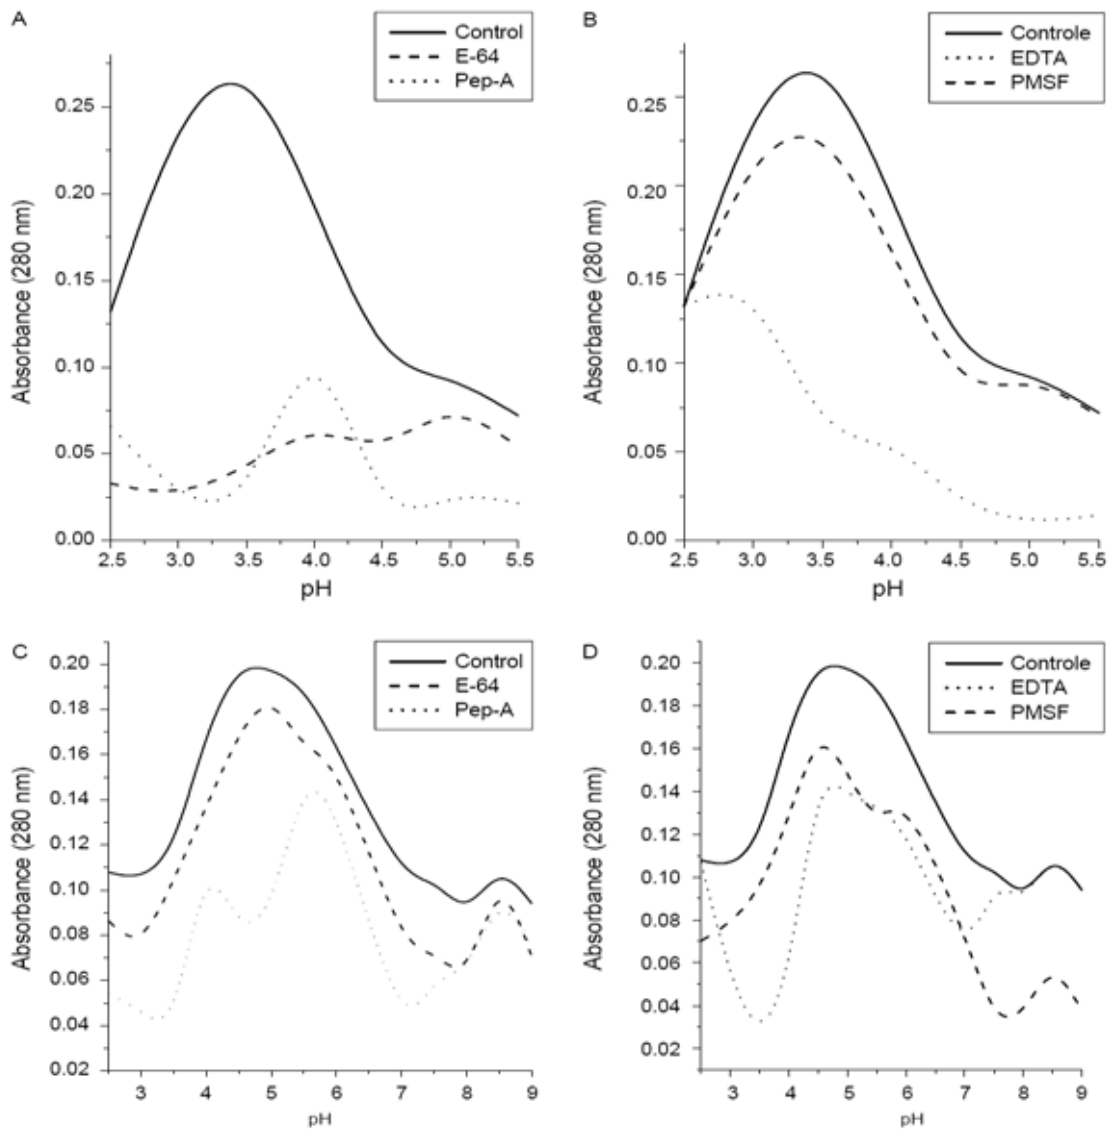 A
Control
E-64
Pep-A
Absorbance (280 nm)
0.25
0.20
0.15
0.10
0.05
0.00
2.5 3.0 3.5 4.0 4.5 5.0 5.5
pH
B
Controle
EDTA
PMSF
Absorbance (280 nm)
0.25
0.20
0.15
0.10
0.05
0.00
2.5 3.0 3.5 4.0 4.5 5.0 5.5
pH
C
Control
E-64
Pep-A
Absorbance (280 nm)
0.20
0.18
0.16
0.14
0.12
0.10
0.08
0.06
0.04
0.02
3 4 5 6 7 8 9
pH
D
Controle
EDTA
PMSF
Absorbance (280 nm)
0.20
0.18
0.16
0.14
0.12
0.10
0.08
0.06
0.04
0.02
3 4 5 6 7 8 9
pH